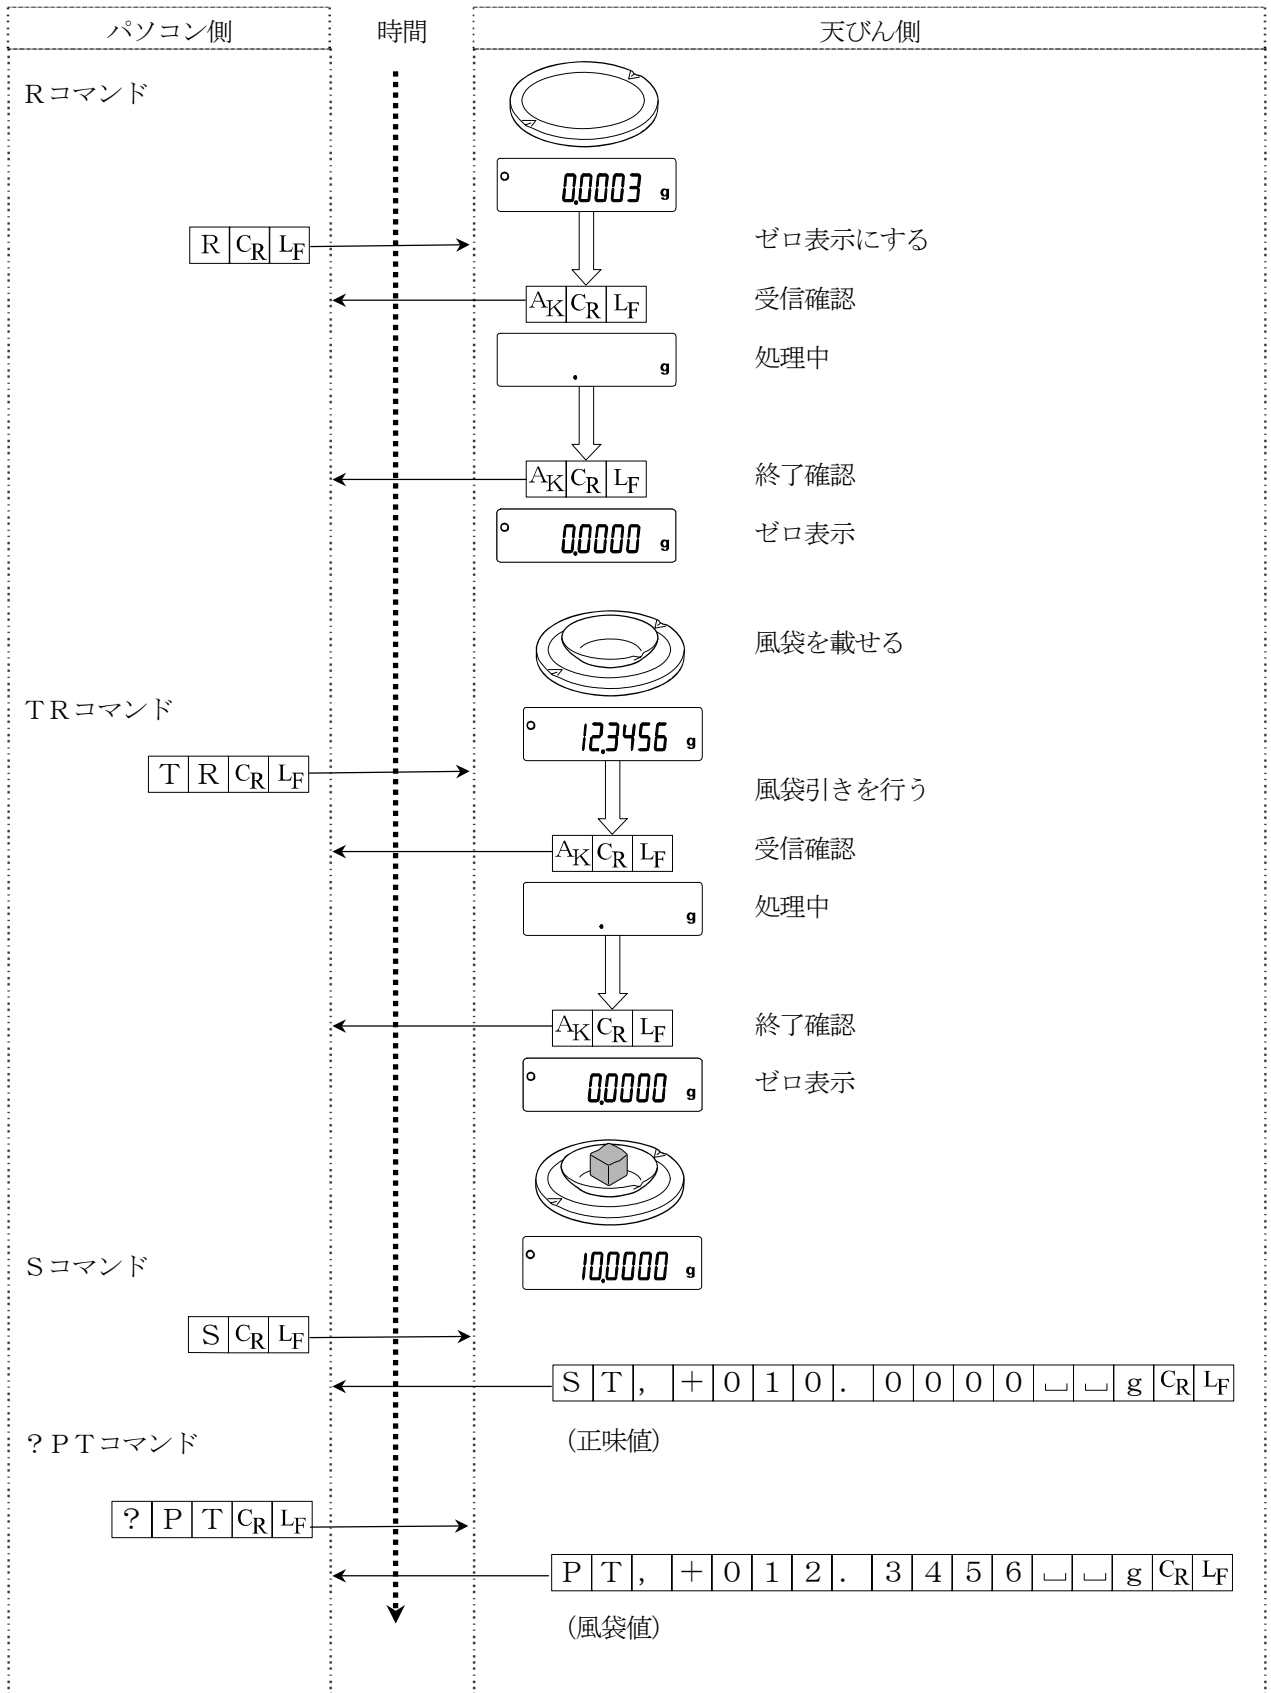 パソコン側 時間 天びん側
Rコマンド
0.0003 g
R CR LF ゼロ表示にする
AK CR LF 受信確認
. g 処理中
AK CR LF 終了確認
0.0000 g ゼロ表示
風袋を載せる
TRコマンド
12.3456 g
T R CR LF 風袋引きを行う
AK CR LF 受信確認
. g 処理中
AK CR LF 終了確認
0.0000 g ゼロ表示
10.0000 g
Sコマンド
S CR LF
S T , + 0 1 0 . 0 0 0 0 ␣ ␣ g CR LF
(正味値)
?PTコマンド
? P T CR LF
P T , + 0 1 2 . 3 4 5 6 ␣ ␣ g CR LF
(風袋値)